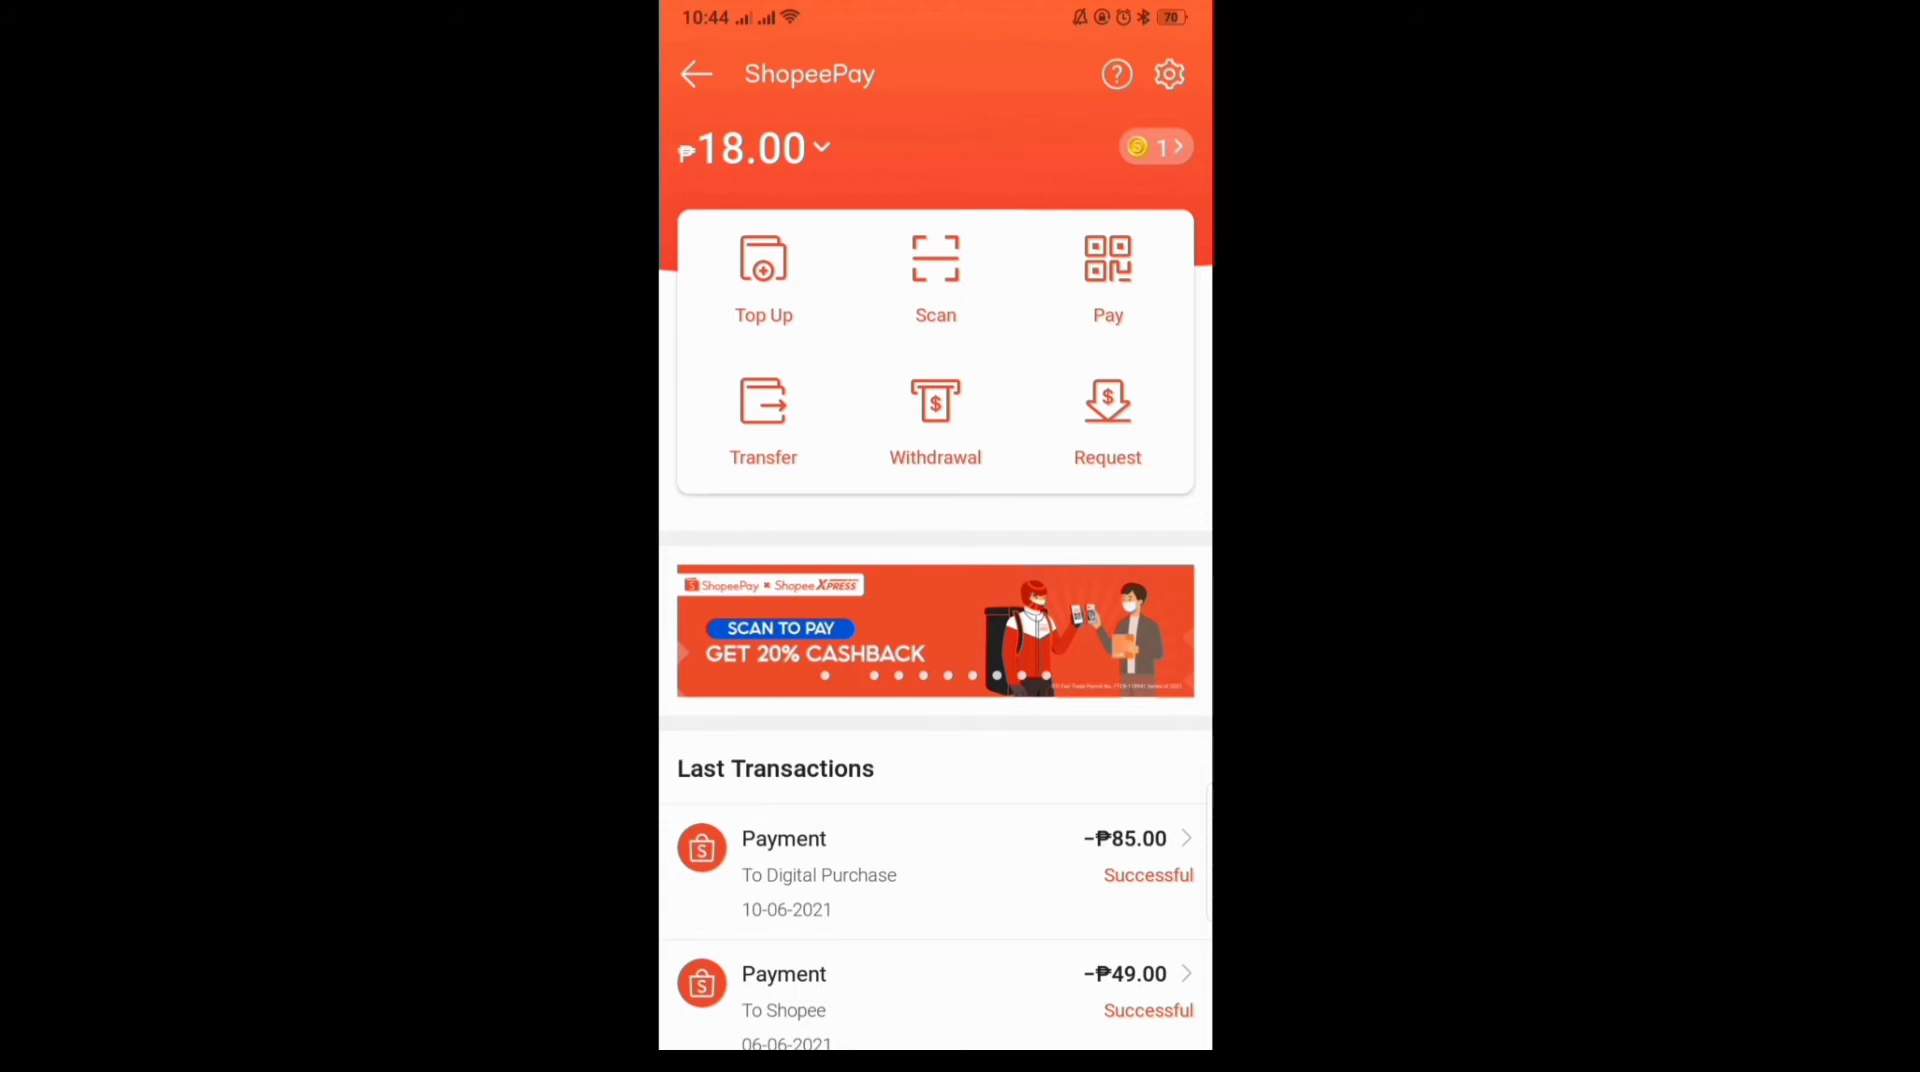 10:44 70
ShopeePay
₱18.00 1
Top Up Scan Pay
Transfer Withdrawal Request
ShopeePay × Shopee XPRESS
SCAN TO PAY
GET 20% CASHBACK
Last Transactions
Payment -₱85.00
To Digital Purchase Successful
10-06-2021
Payment -₱49.00
To Shopee Successful
06-06-2021